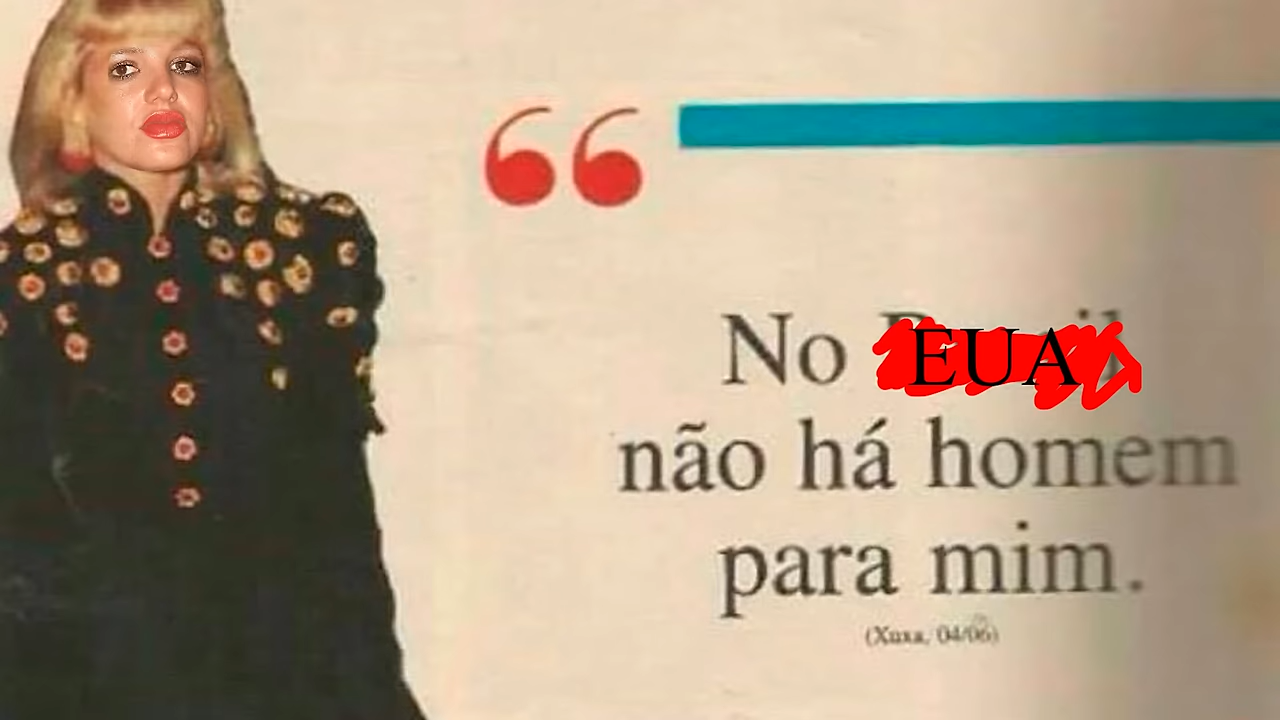 “
No EUA
não há homem
para mim.
(Xuxa, 04/06)